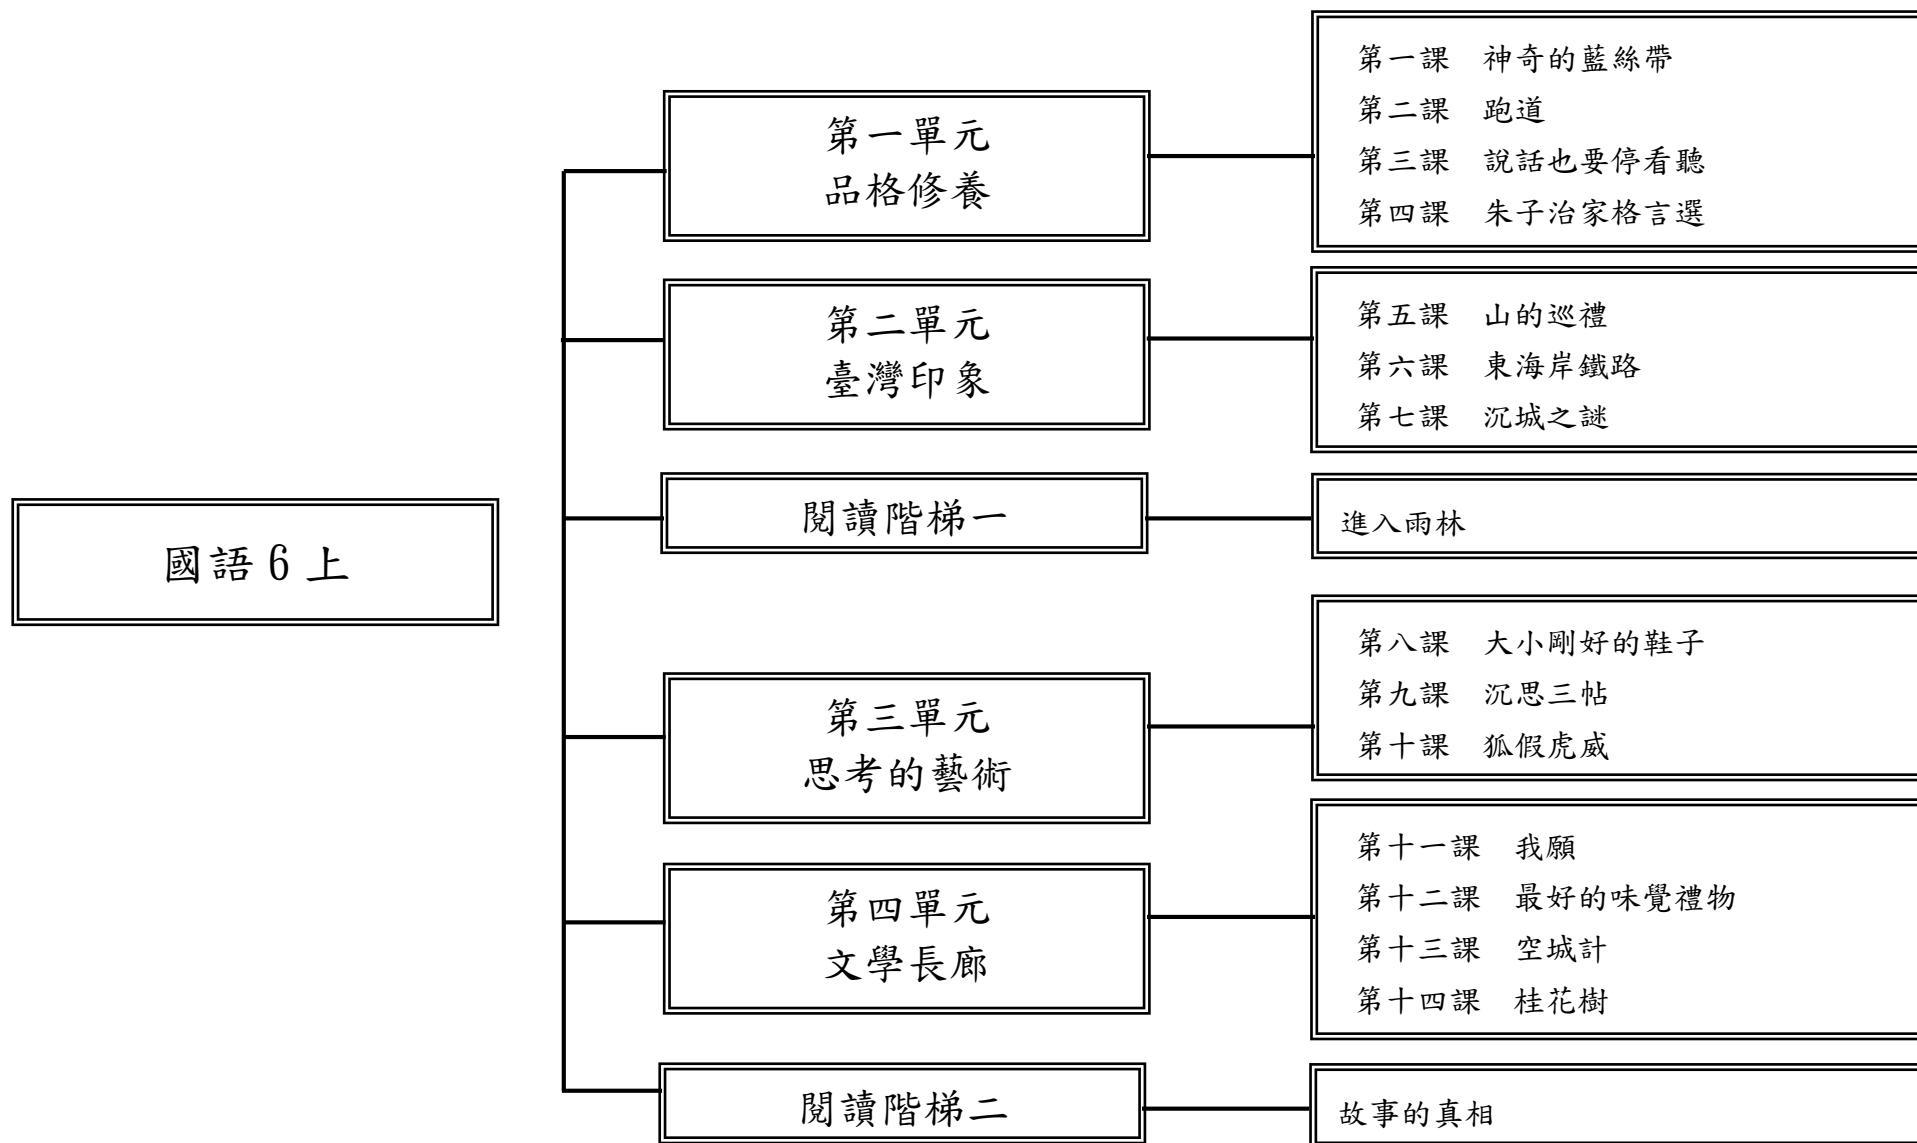 國語 6 上
第一單元
品格修養
第一課　神奇的藍絲帶
第二課　跑道
第三課　說話也要停看聽
第四課　朱子治家格言選
第二單元
臺灣印象
第五課　山的巡禮
第六課　東海岸鐵路
第七課　沉城之謎
閱讀階梯一
進入雨林
第三單元
思考的藝術
第八課　大小剛好的鞋子
第九課　沉思三帖
第十課　狐假虎威
第四單元
文學長廊
第十一課　我願
第十二課　最好的味覺禮物
第十三課　空城計
第十四課　桂花樹
閱讀階梯二
故事的真相